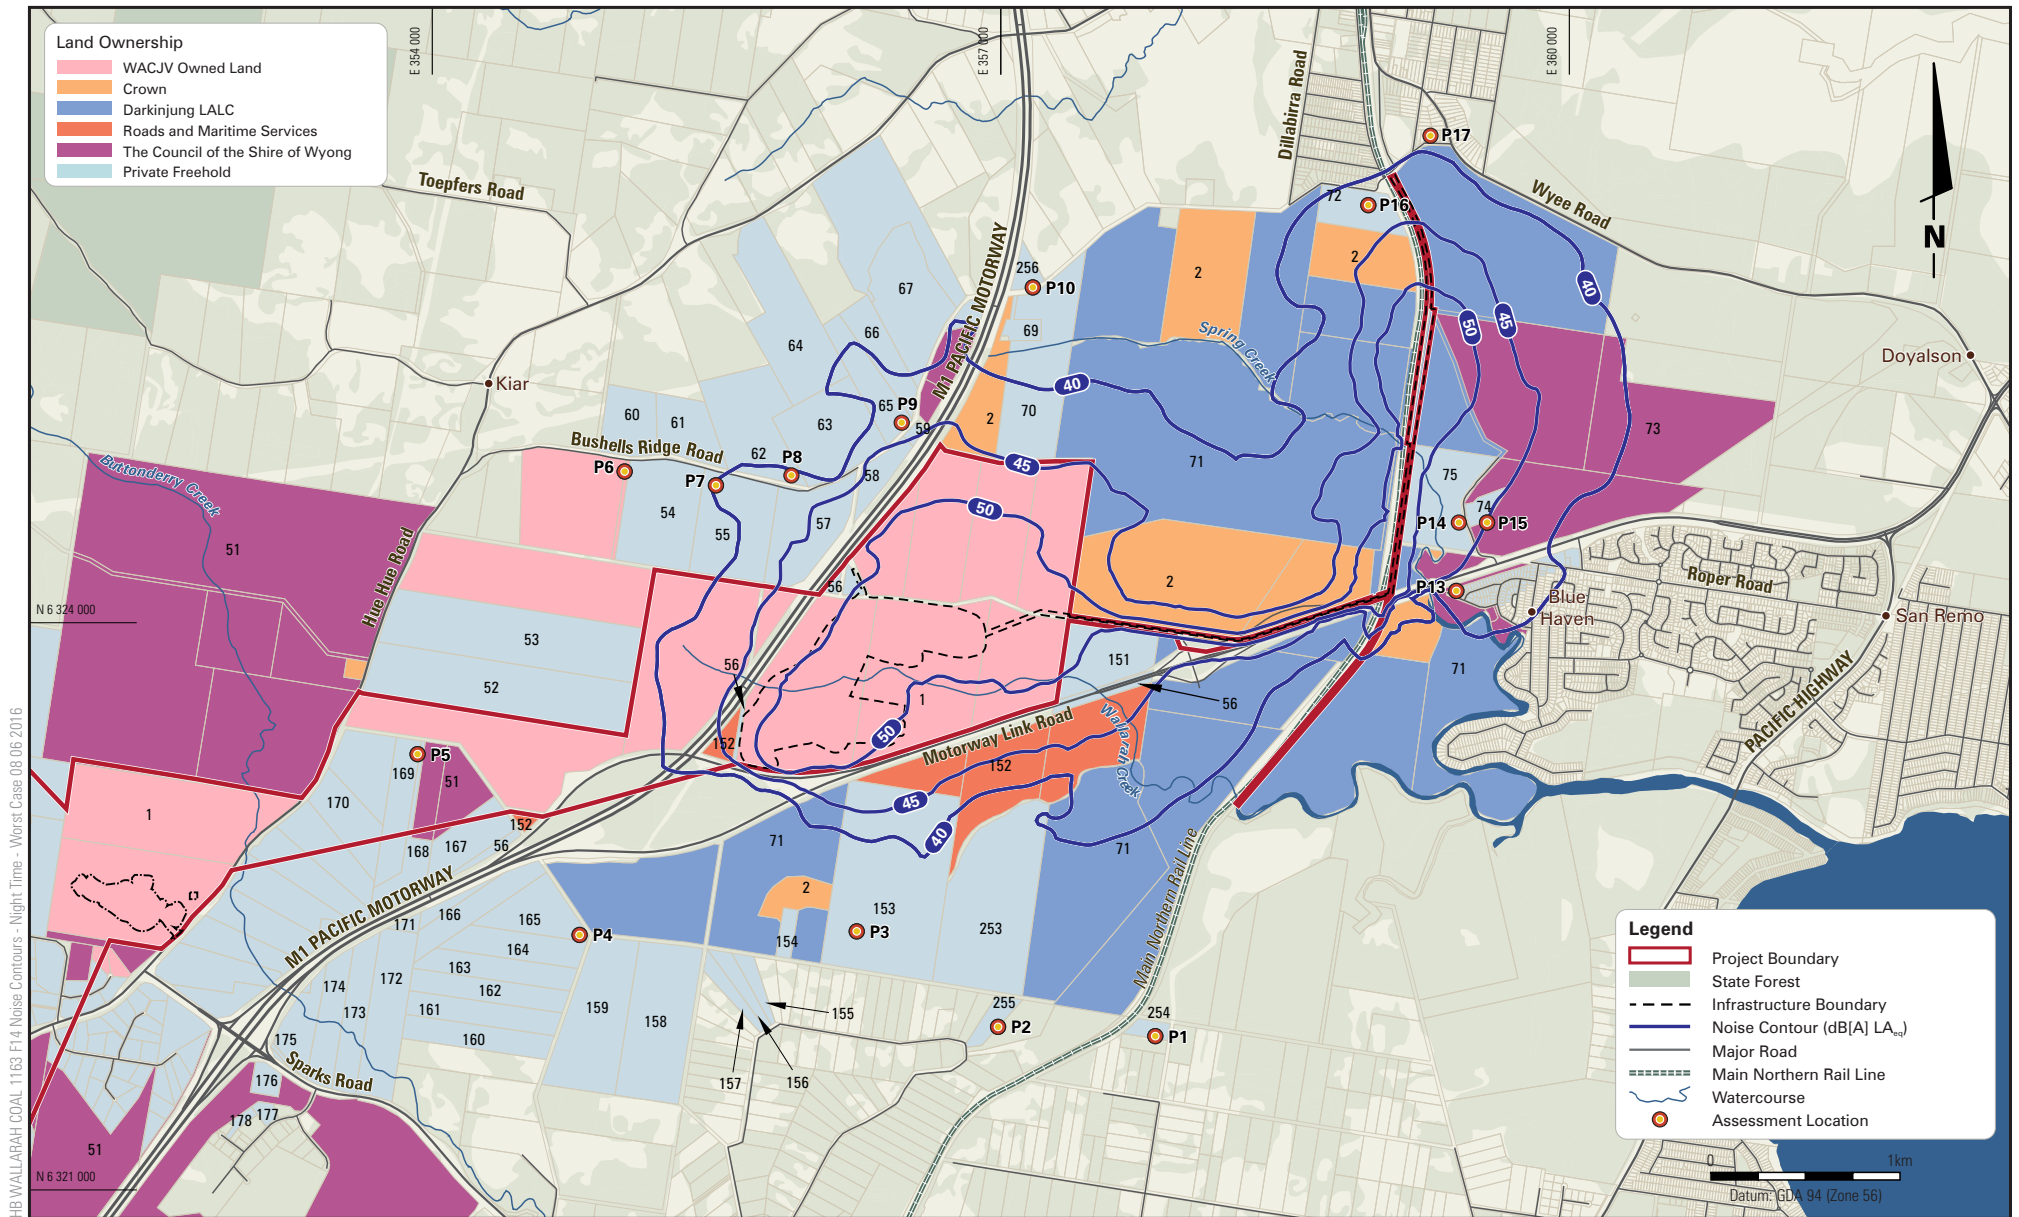 Land Ownership
WACJV Owned Land
Crown
Darkinjung LALC
Roads and Maritime Services
The Council of the Shire of Wyong
Private Freehold
E 354 000
E 357 000
E 360 000
Dillabirra Road
P17
Toepfers Road
Wyee Road
72
P16
N
M1 PACIFIC MOTORWAY
256
P10
2
2
67
40
69
66
64
Spring Creek
50
45
Doyalson
Kiar
40
60
61
65
P9
63
59
2
70
73
Bushells Ridge Road
62
P8
P6
P7
58
45
71
75
Buttonderry Creek
54
57
50
74
P14
P15
55
51
Hue Hue Road
56
2
P13
Roper Road
Blue
Haven
N 6 324 000
San Remo
53
56
151
71
52
1
56
PACIFIC HIGHWAY
50
Motorway Link Road
Wallarah Creek
152
P5
169
51
152
170
45
1
152
40
168
167
56
71
71
M1 PACIFIC MOTORWAY
Main Northern Rail Line
2
166
165
171
153
P3
P4
154
253
164
163
172
162
174
161
173
159
158
155
255
P2
254
P1
175
160
Sparks Road
157
156
176
177
178
51
N 6 321 000
Legend
Project Boundary
State Forest
Infrastructure Boundary
Noise Contour (dB[A] LAeq)
Major Road
Main Northern Rail Line
Watercourse
Assessment Location
0
1km
Datum: GDA 94 (Zone 56)
HB WALLARAH COAL 1163 F14 Noise Contours - Night Time - Worst Case 08 06 2016